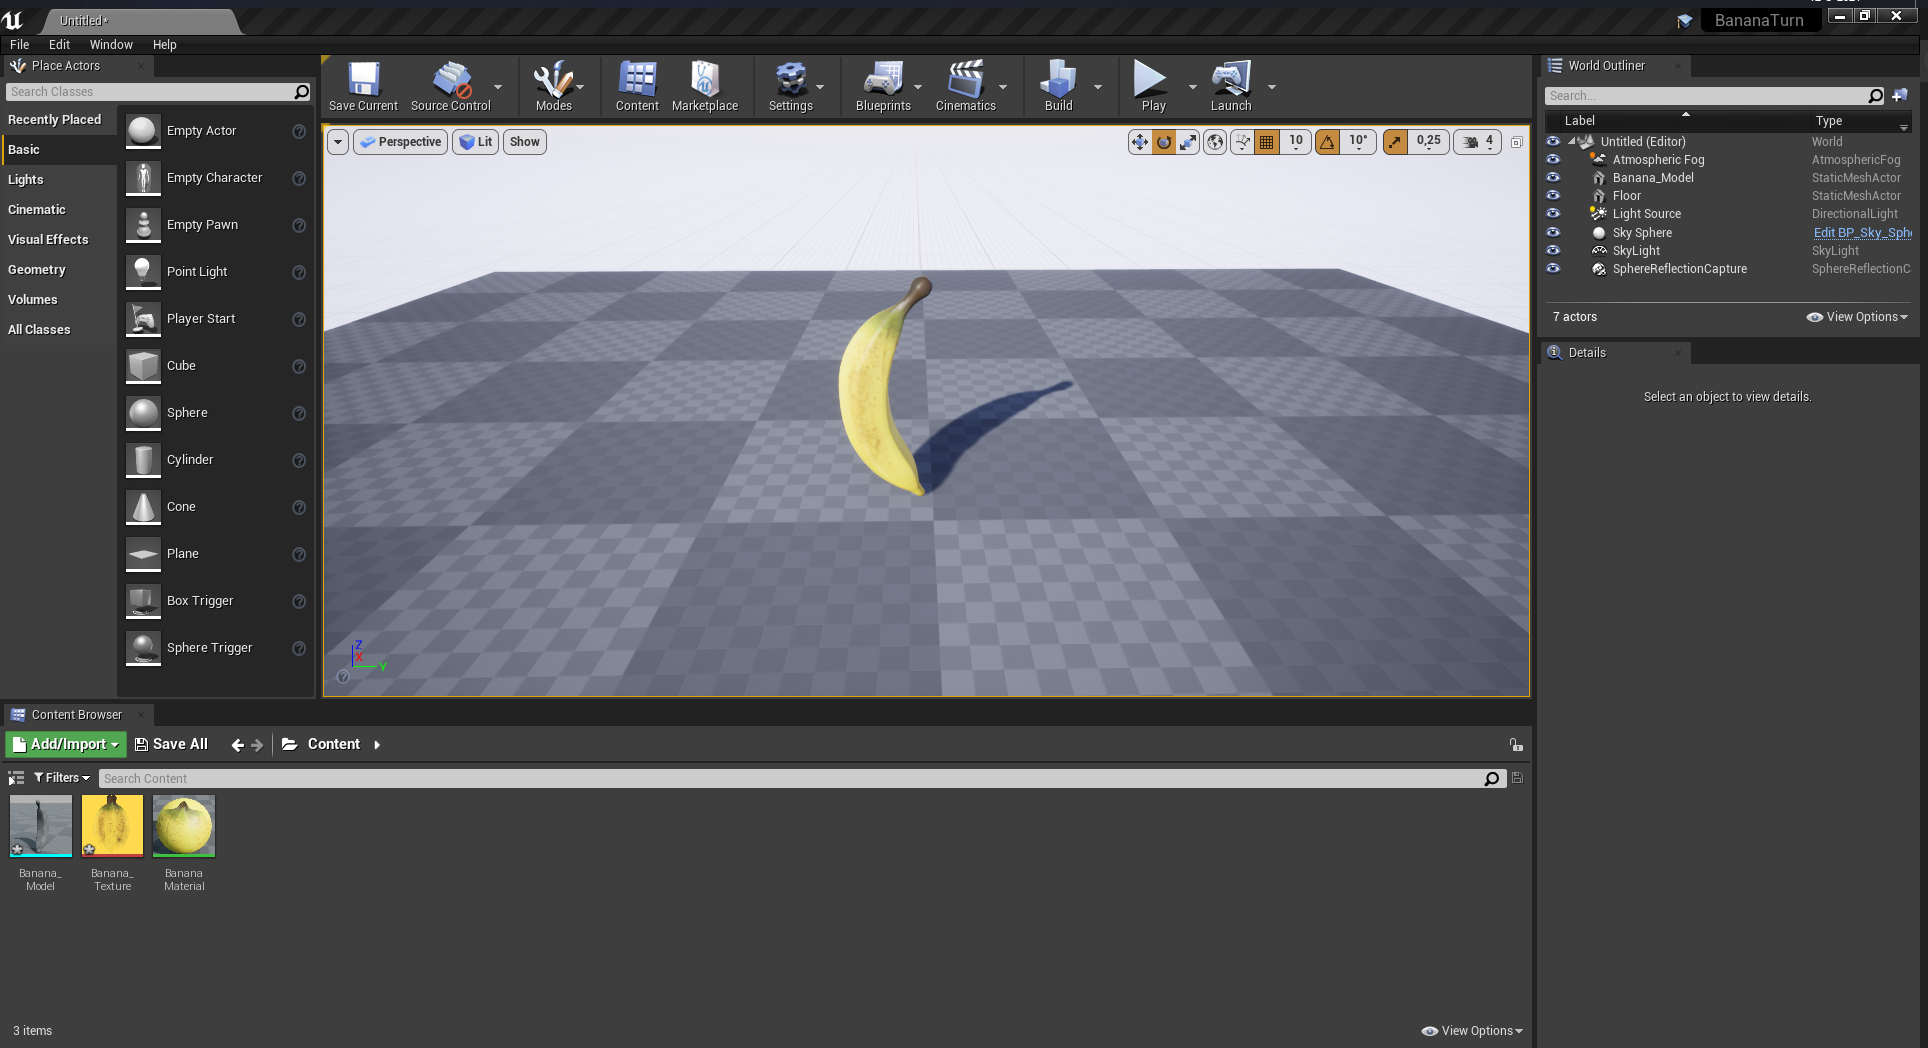 Untitled*
BananaTurn
File Edit Window Help
Place Actors
Search Classes
Recently Placed
Basic
Lights
Cinematic
Visual Effects
Geometry
Volumes
All Classes
Empty Actor
Empty Character
Empty Pawn
Point Light
Player Start
Cube
Sphere
Cylinder
Cone
Plane
Box Trigger
Sphere Trigger
Save Current Source Control Modes Content Marketplace Settings Blueprints Cinematics Build Play Launch
Perspective Lit Show 10 10° 0,25 4
Z
X
Y
World Outliner
Search...
Label Type
Untitled (Editor) World
Atmospheric Fog AtmosphericFog
Banana_Model StaticMeshActor
Floor StaticMeshActor
Light Source DirectionalLight
Sky Sphere Edit BP_Sky_Sph
SkyLight SkyLight
SphereReflectionCapture SphereReflectionC
7 actors View Options
Details
Select an object to view details.
Content Browser
Add/Import Save All Content
Filters Search Content
Banana_
Model
Banana_
Texture
Banana
Material
3 items View Options